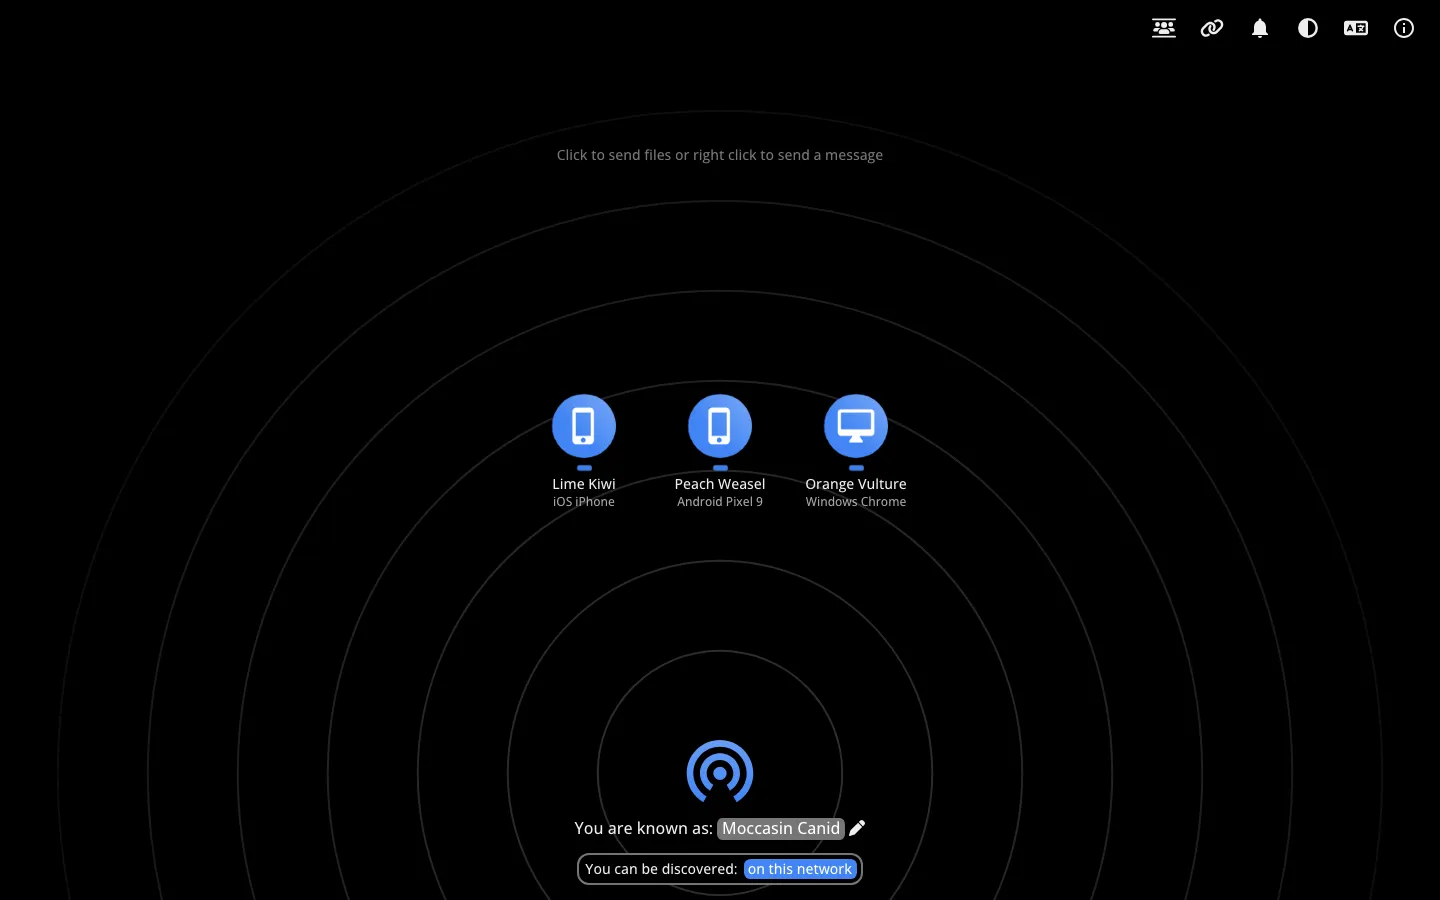 Click to send files or right click to send a message
Lime Kiwi
iOS iPhone
Peach Weasel
Android Pixel 9
Orange Vulture
Windows Chrome
You are known as: Moccasin Canid
You can be discovered: on this network